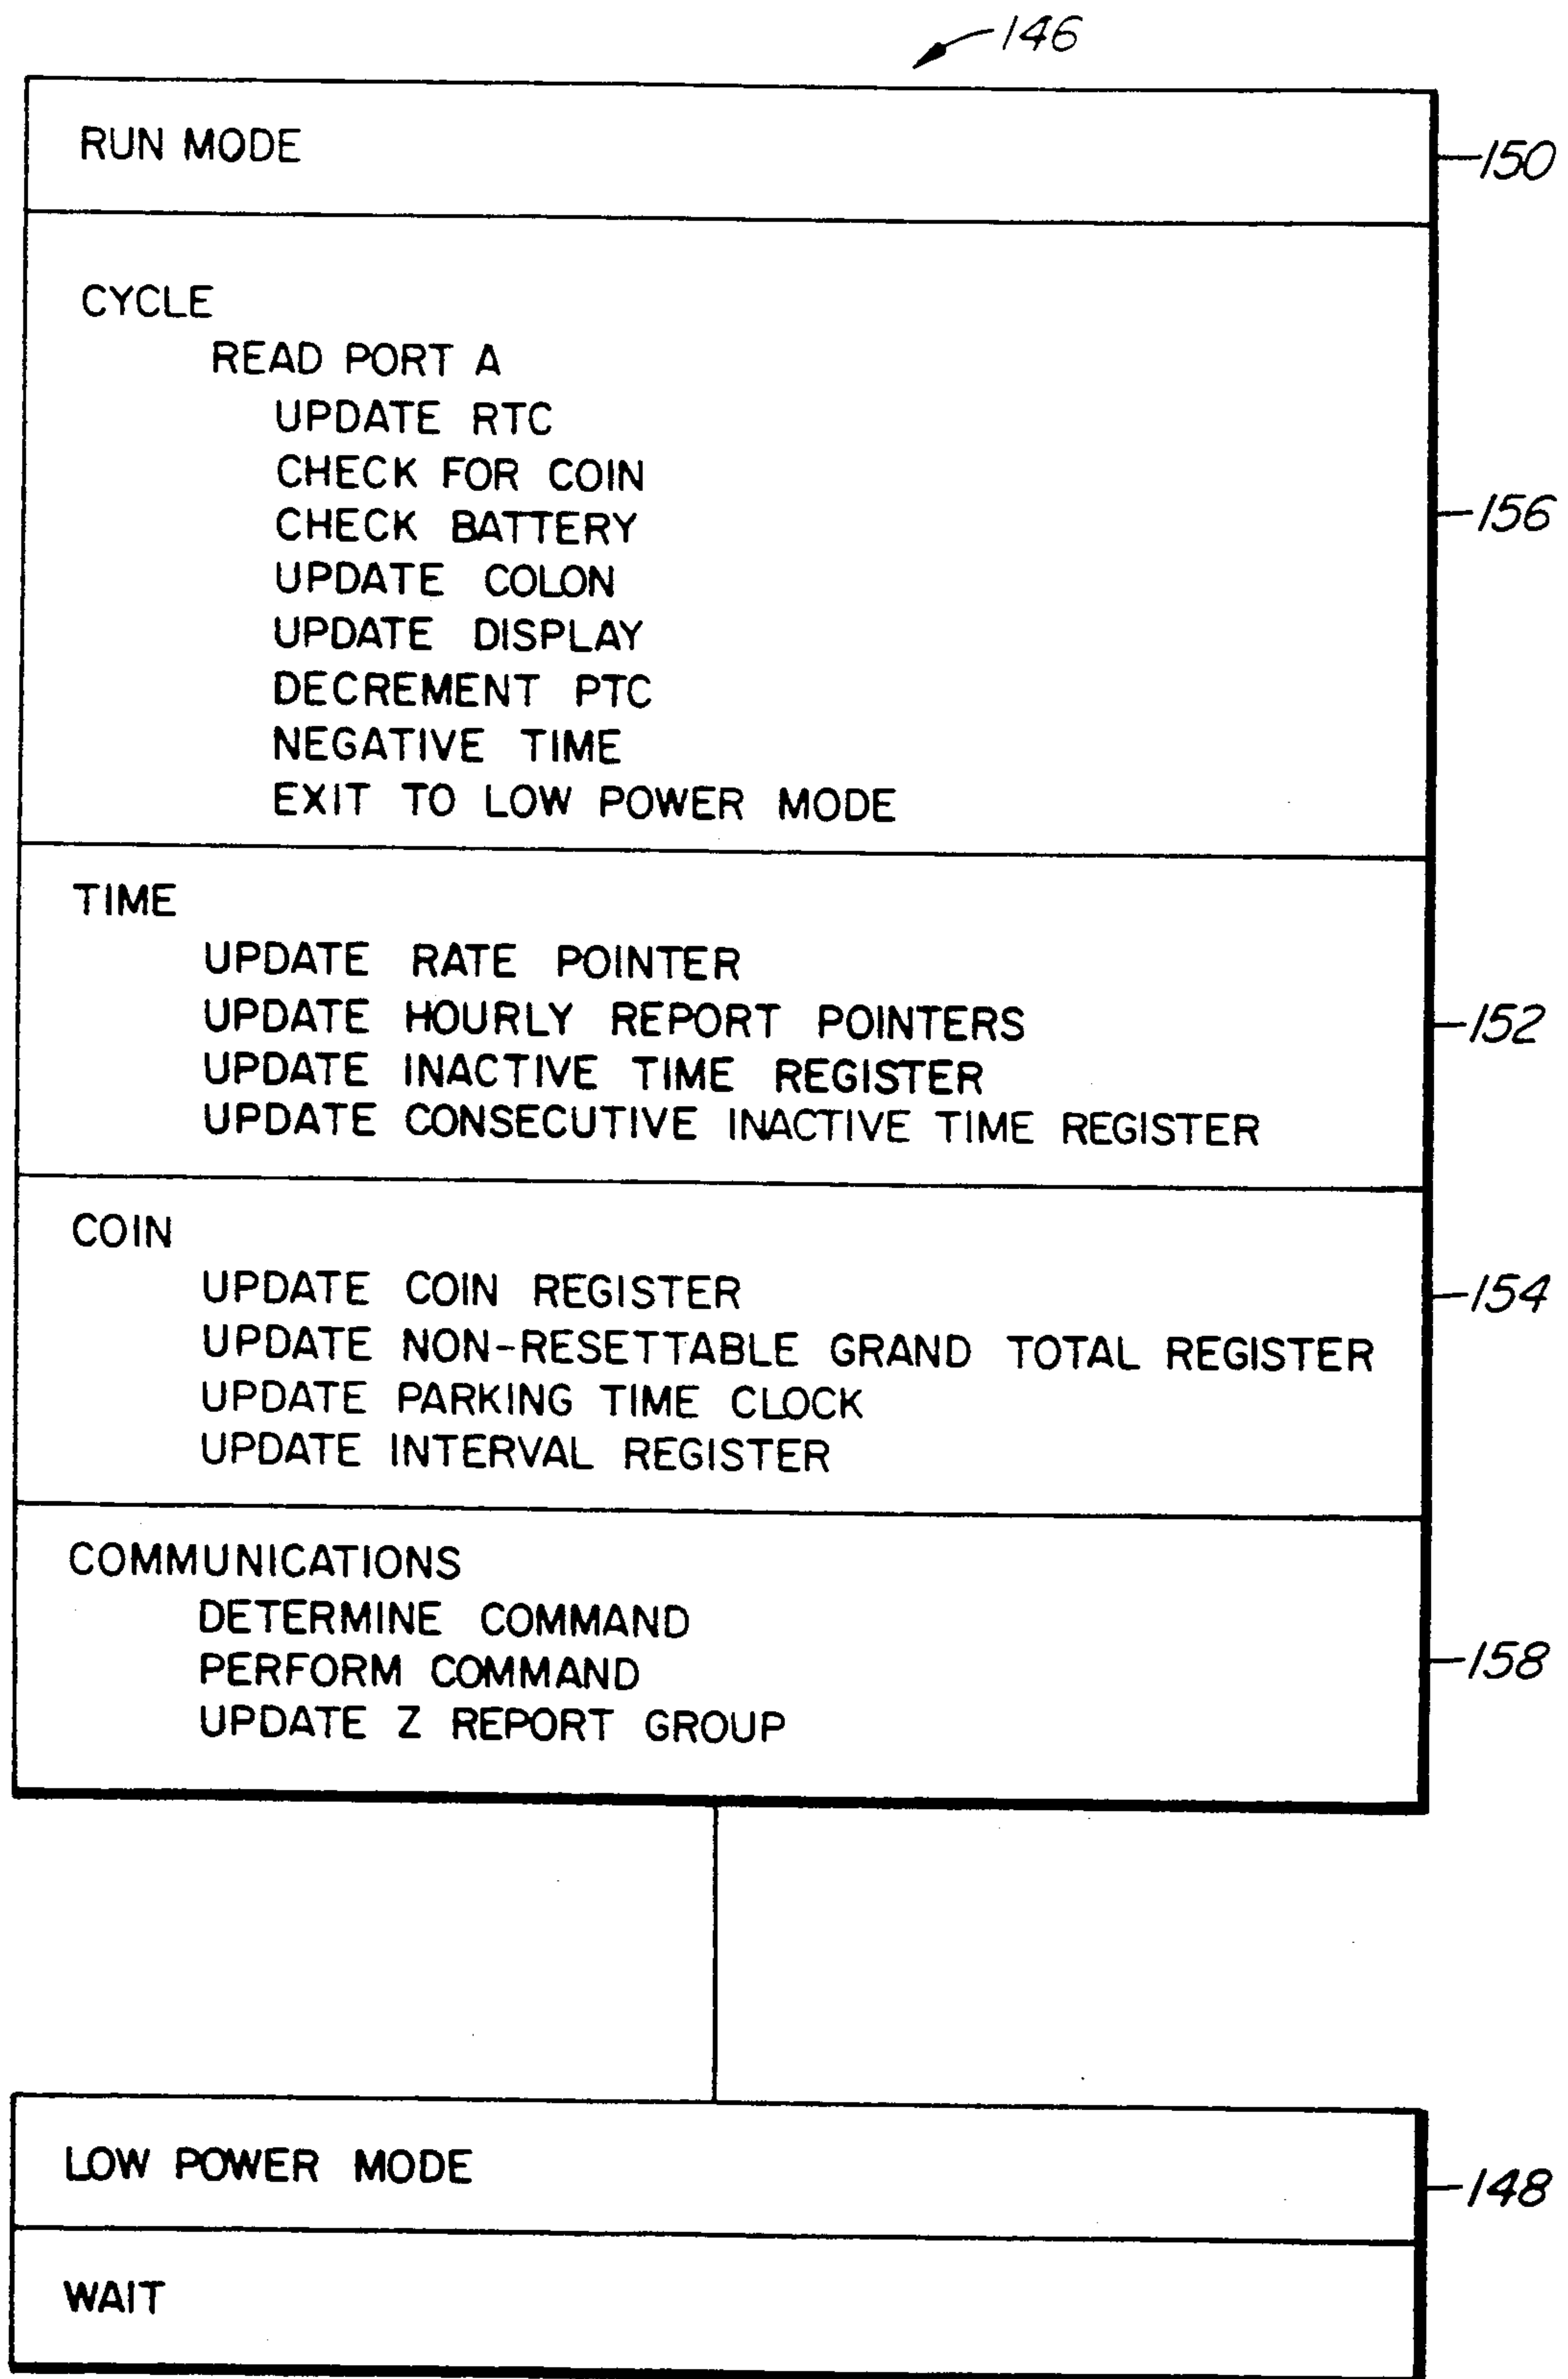 146
RUN MODE
150
CYCLE
READ PORT A
UPDATE RTC
CHECK FOR COIN
CHECK BATTERY
156
UPDATE COLON
UPDATE DISPLAY
DECREMENT PTC
NEGATIVE TIME
EXIT TO LOW POWER MODE
TIME
UPDATE RATE POINTER
UPDATE HOURLY REPORT POINTERS
152
UPDATE INACTIVE TIME REGISTER
UPDATE CONSECUTIVE INACTIVE TIME REGISTER
COIN
UPDATE COIN REGISTER
154
UPDATE NON-RESETTABLE GRAND TOTAL REGISTER
UPDATE PARKING TIME CLOCK
UPDATE INTERVAL REGISTER
COMMUNICATIONS
DETERMINE COMMAND
PERFORM COMMAND
158
UPDATE Z REPORT GROUP
LOW POWER MODE
148
WAIT